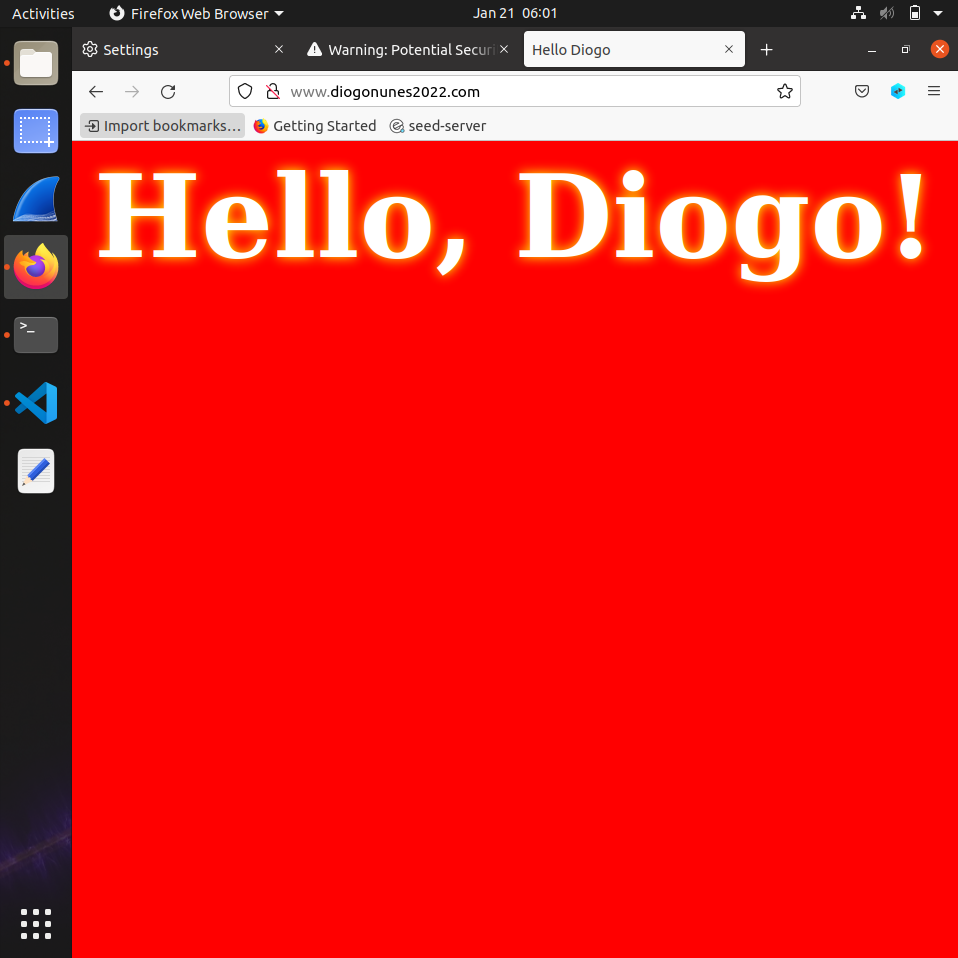 Activities Firefox Web Browser Jan 21 06:01
Settings Warning: Potential Securi Hello Diogo
www.diogonunes2022.com
Import bookmarks… Getting Started seed-server
Hello, Diogo!
>_